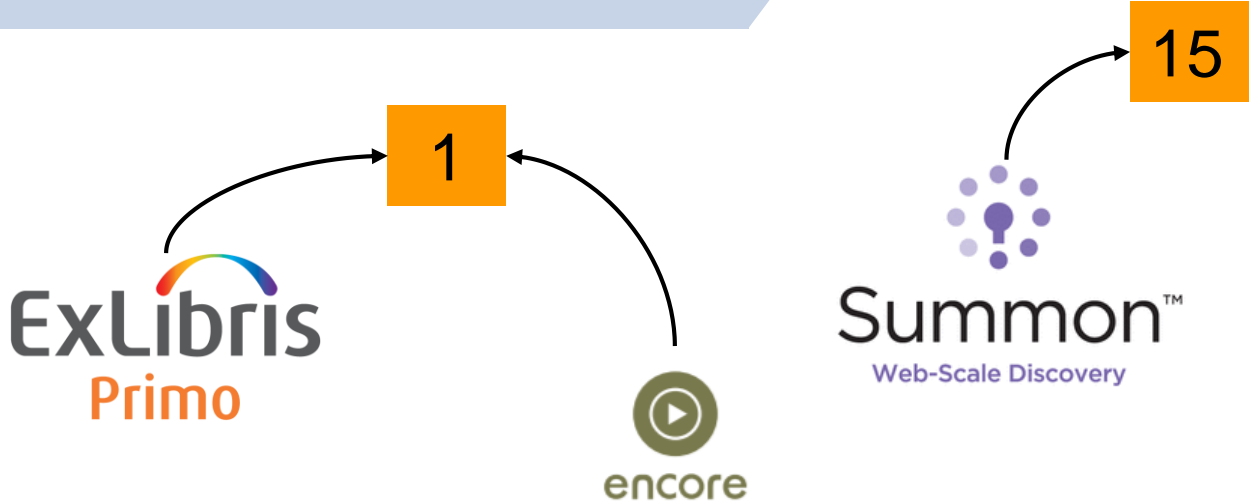 15
1
ExLibris
Primo
Summon™
Web-Scale Discovery
encore